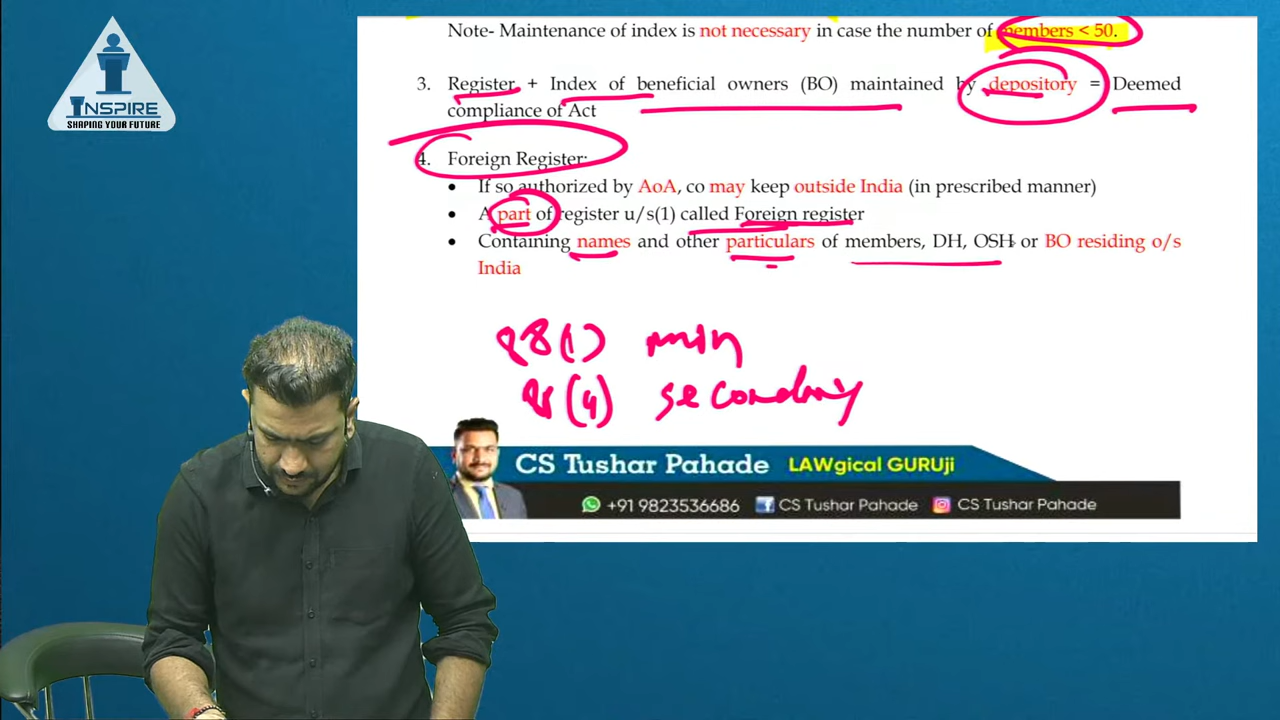 INSPIRE
SHAPING YOUR FUTURE
Note- Maintenance of index is not necessary in case the number of members < 50.
3. Register + Index of beneficial owners (BO) maintained by depository = Deemed
compliance of Act
4. Foreign Register:
• If so authorized by AoA, co may keep outside India (in prescribed manner)
• A part of register u/s(1) called Foreign register
• Containing names and other particulars of members, DH, OSH or BO residing o/s
India
88(1) min
88(4) secondary
CS Tushar Pahade LAWgical GURUji
+91 9823536686 CS Tushar Pahade CS Tushar Pahade